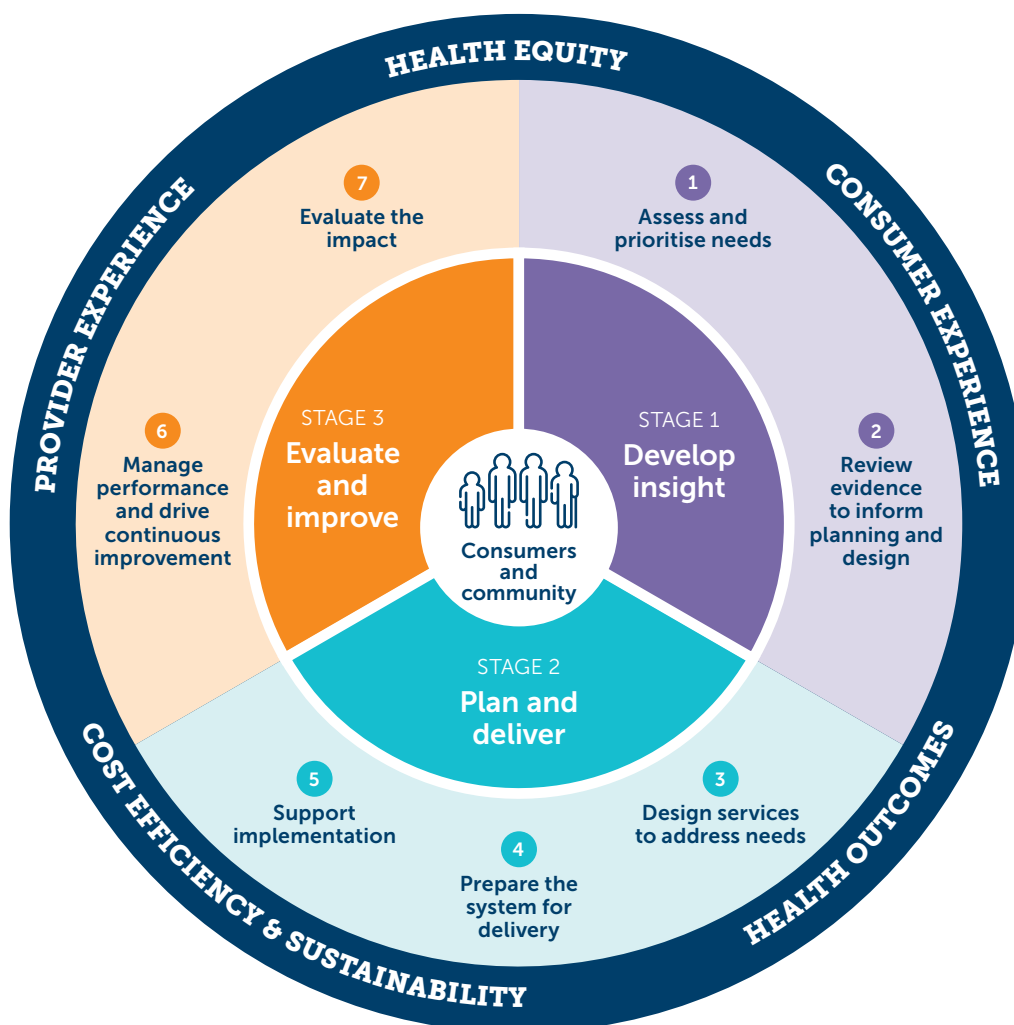 HEALTH EQUITY
CONSUMER EXPERIENCE
HEALTH OUTCOMES
COST EFFICIENCY & SUSTAINABILITY
PROVIDER EXPERIENCE
1
Assess and
prioritise needs
2
Review
evidence
to inform
planning and
design
3
Design services
to address needs
4
Prepare the
system for
delivery
5
Support
implementation
6
Manage
performance
and drive
continuous
improvement
7
Evaluate the
impact
STAGE 1
Develop
insight
STAGE 2
Plan and
deliver
STAGE 3
Evaluate
and
improve
Consumers
and
community